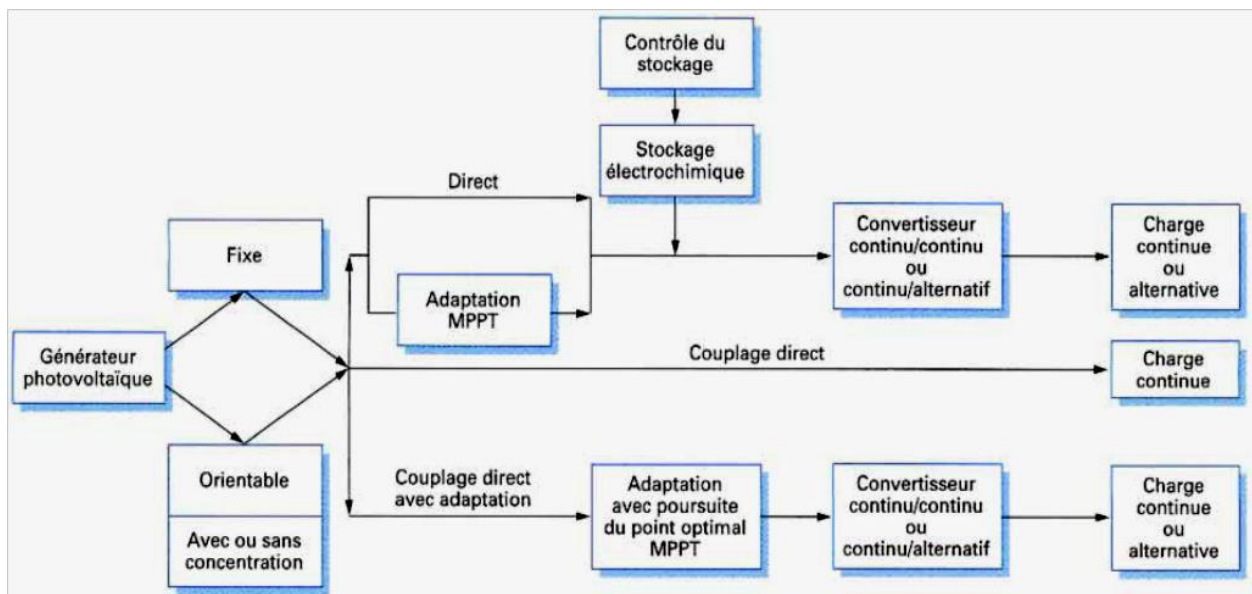 Contrôle du
stockage
Stockage
électrochimique
Direct
Fixe
Adaptation
MPPT
Convertisseur
continu/continu
ou
continu/alternatif
Charge
continue
ou
alternative
Générateur
photovoltaïque
Couplage direct
Charge
continue
Orientable
Avec ou sans
concentration
Couplage direct
avec adaptation
Adaptation
avec poursuite
du point optimal
MPPT
Convertisseur
continu/continu
ou
continu/alternatif
Charge
continue
ou
alternative